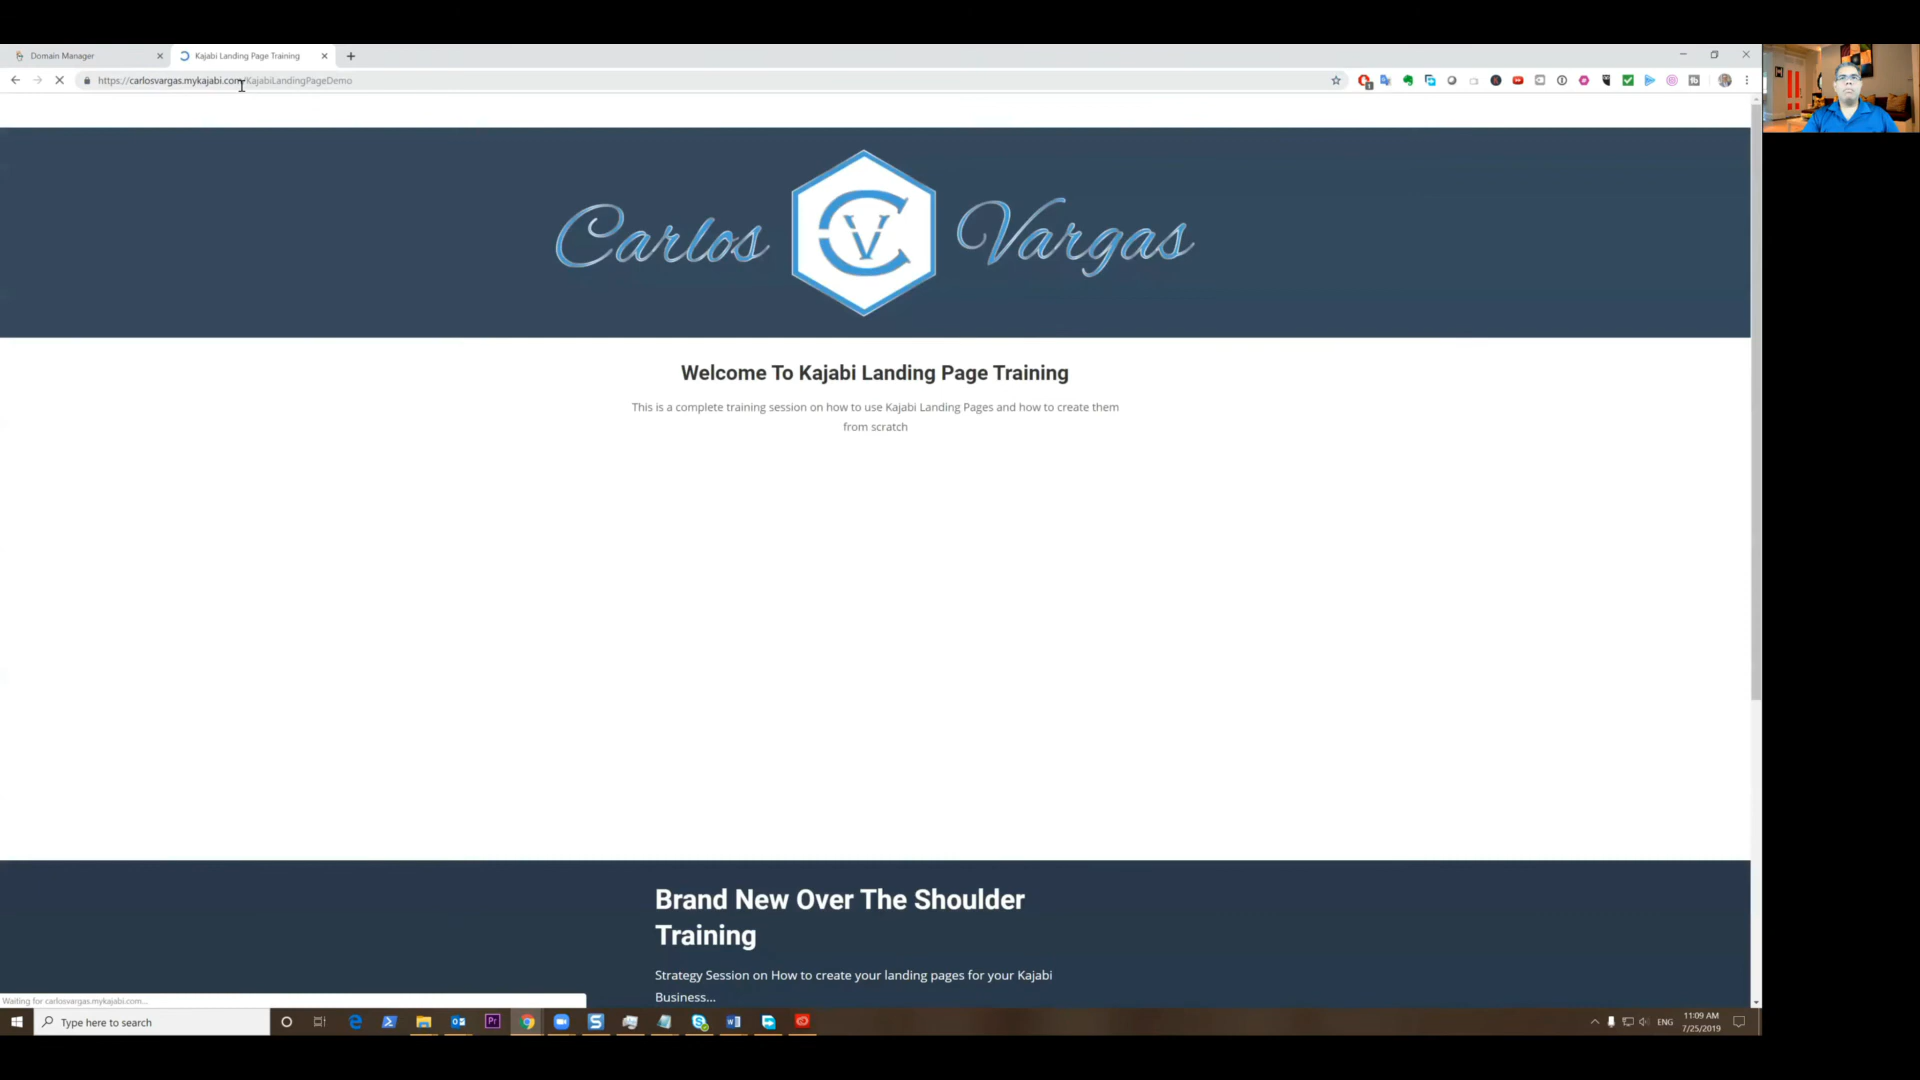 Domain Manager
Kajabi Landing Page Training
https://carlosvargas.mykajabi.com/KajabiLandingPageDemo
Carlos CV Vargas
Welcome To Kajabi Landing Page Training
This is a complete training session on how to use Kajabi Landing Pages and how to create them
from scratch
Brand New Over The Shoulder
Training
Strategy Session on How to create your landing pages for your Kajabi
Business...
Waiting for carlosvargas.mykajabi.com...
Type here to search
Pr
ENG
11:09 AM
7/25/2019